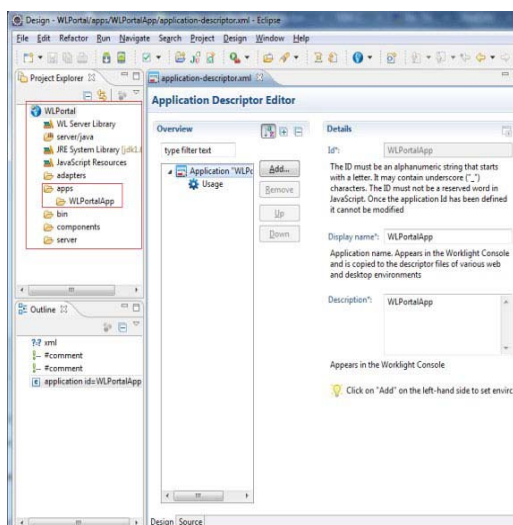 Design - WLPortal/apps/WLPortalApp/application-descriptor.xml - Eclipse
File Edit Refactor Run Navigate Search Project Design Window Help
Project Explorer
application-descriptor.xml
WLPortal
WL Server Library
server/java
JRE System Library [jdk1.
JavaScript Resources
adapters
apps
WLPortalApp
bin
components
server
Outline
?-? xml
#comment
#comment
application id=WLPortalApp
Application Descriptor Editor
Overview
type filter text
Application "WLPc
Usage
Add...
Remove
Up
Down
Details
Id*:
WLPortalApp
The ID must be an alphanumeric string that starts
with a letter. It may contain underscore ("_")
characters. The ID must not be a reserved word in
JavaScript. Once the application Id has been defined
it cannot be modified
Display name*: WLPortalApp
Application name. Appears in the Worklight Console
and is copied to the descriptor files of various web
and desktop environments
Description*: WLPortalApp
Appears in the Worklight Console
Click on "Add" on the left-hand side to set envirc
Design Source